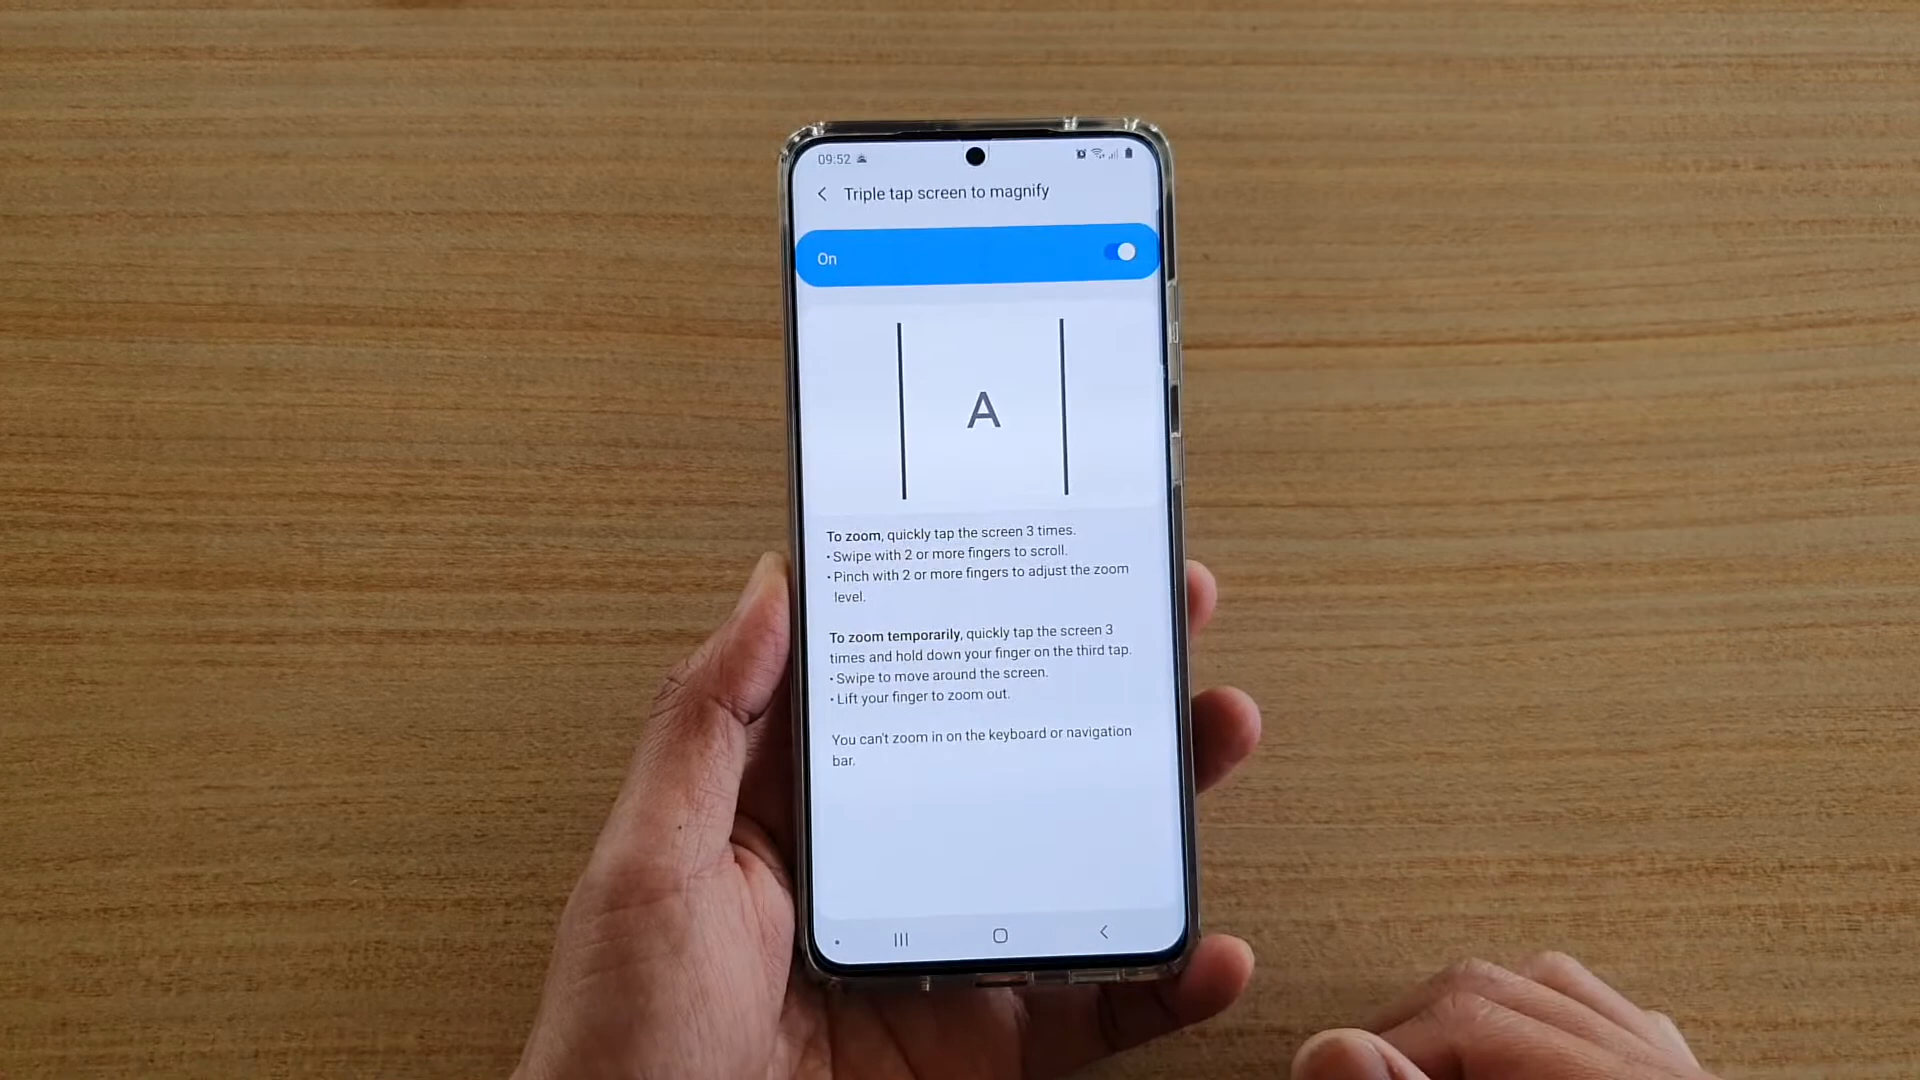 09:52
Triple tap screen to magnify
On
A
To zoom, quickly tap the screen 3 times.
• Swipe with 2 or more fingers to scroll.
• Pinch with 2 or more fingers to adjust the zoom
level.
To zoom temporarily, quickly tap the screen 3
times and hold down your finger on the third tap.
• Swipe to move around the screen.
• Lift your finger to zoom out.
You can't zoom in on the keyboard or navigation
bar.